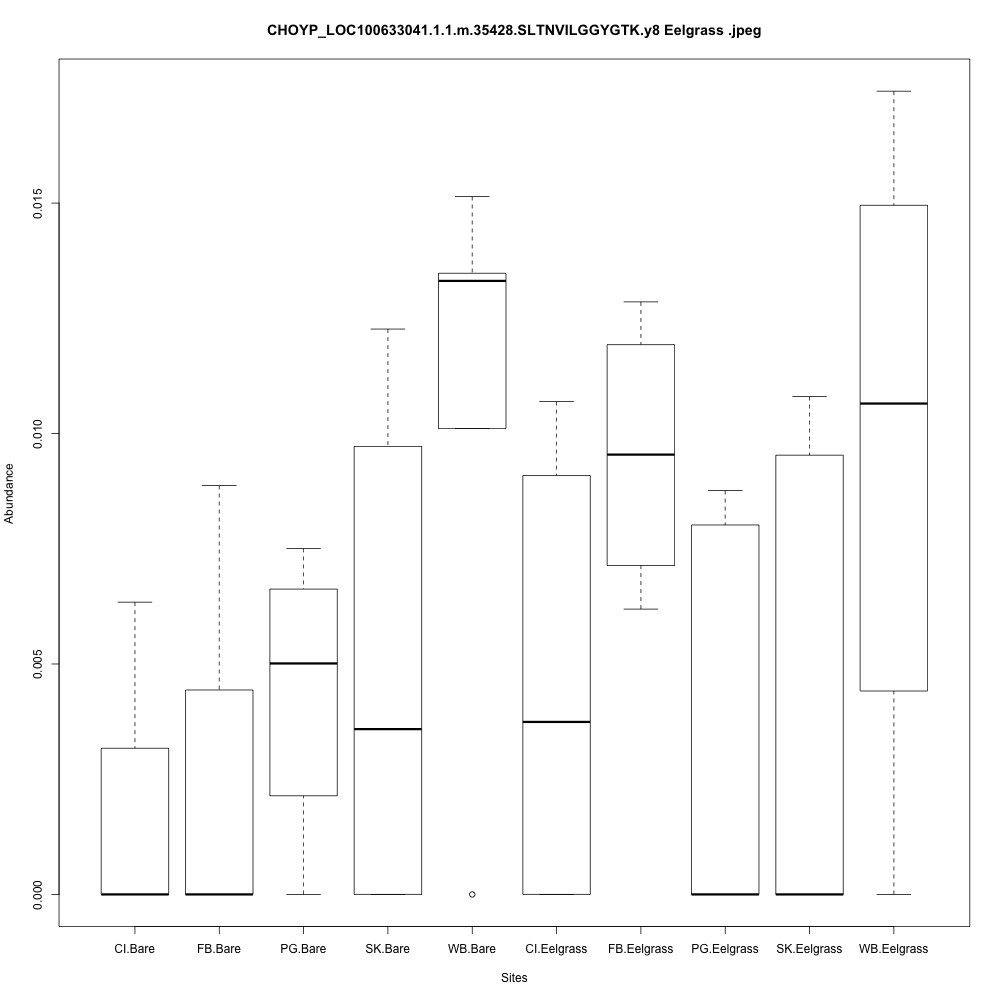 CHOYP_LOC100633041.1.1.m.35428.SLTNVILGGYGTK.y8 Eelgrass .jpeg
0.015
0.010
0.005
0.000
Abundance
CI.Bare FB.Bare PG.Bare SK.Bare WB.Bare CI.Eelgrass FB.Eelgrass PG.Eelgrass SK.Eelgrass WB.Eelgrass
Sites